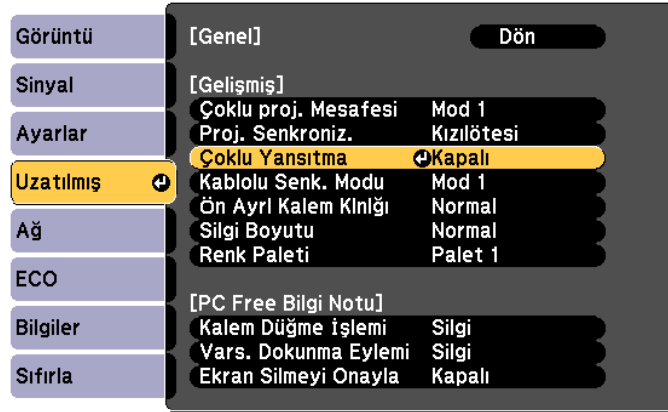 Görüntü
Sinyal
Ayarlar
Uzatılmış
Ağ
ECO
Bilgiler
Sıfırla
[Genel] Dön
[Gelişmiş]
Çoklu proj. Mesafesi Mod 1
Proj. Senkroniz. Kızılötesi
Çoklu Yansıtma Kapalı
Kablolu Senk. Modu Mod 1
Ön Ayrl Kalem Klnlğı Normal
Silgi Boyutu Normal
Renk Paleti Palet 1
[PC Free Bilgi Notu]
Kalem Düğme İşlemi Silgi
Vars. Dokunma Eylemi Silgi
Ekran Silmeyi Onayla Kapalı